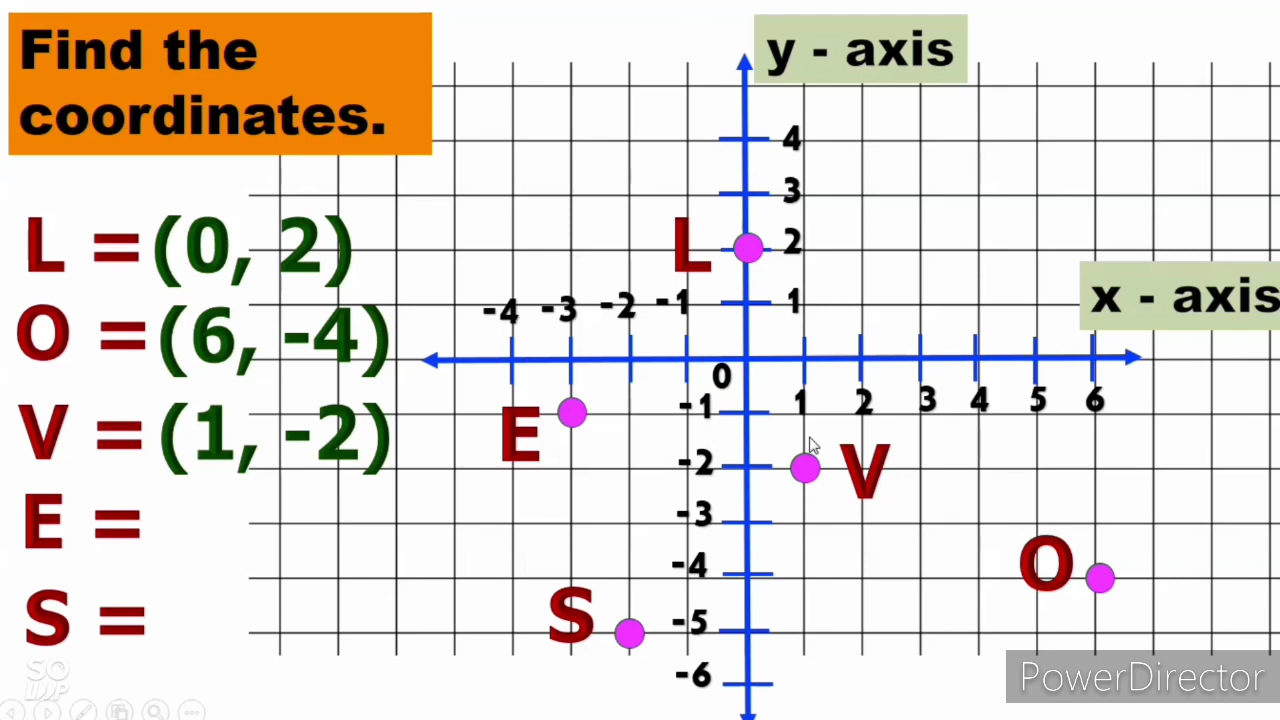 Find the
coordinates.
y - axis
4
3
L = (0, 2)
L
2
x - axis
O = (6, -4)
-4 -3 -2 -1
1
0
1 2 3 4 5 6
V = (1, -2)
E
-1
-2
V
E =
-3
-4
O
S =
S
-5
-6
PowerDirector